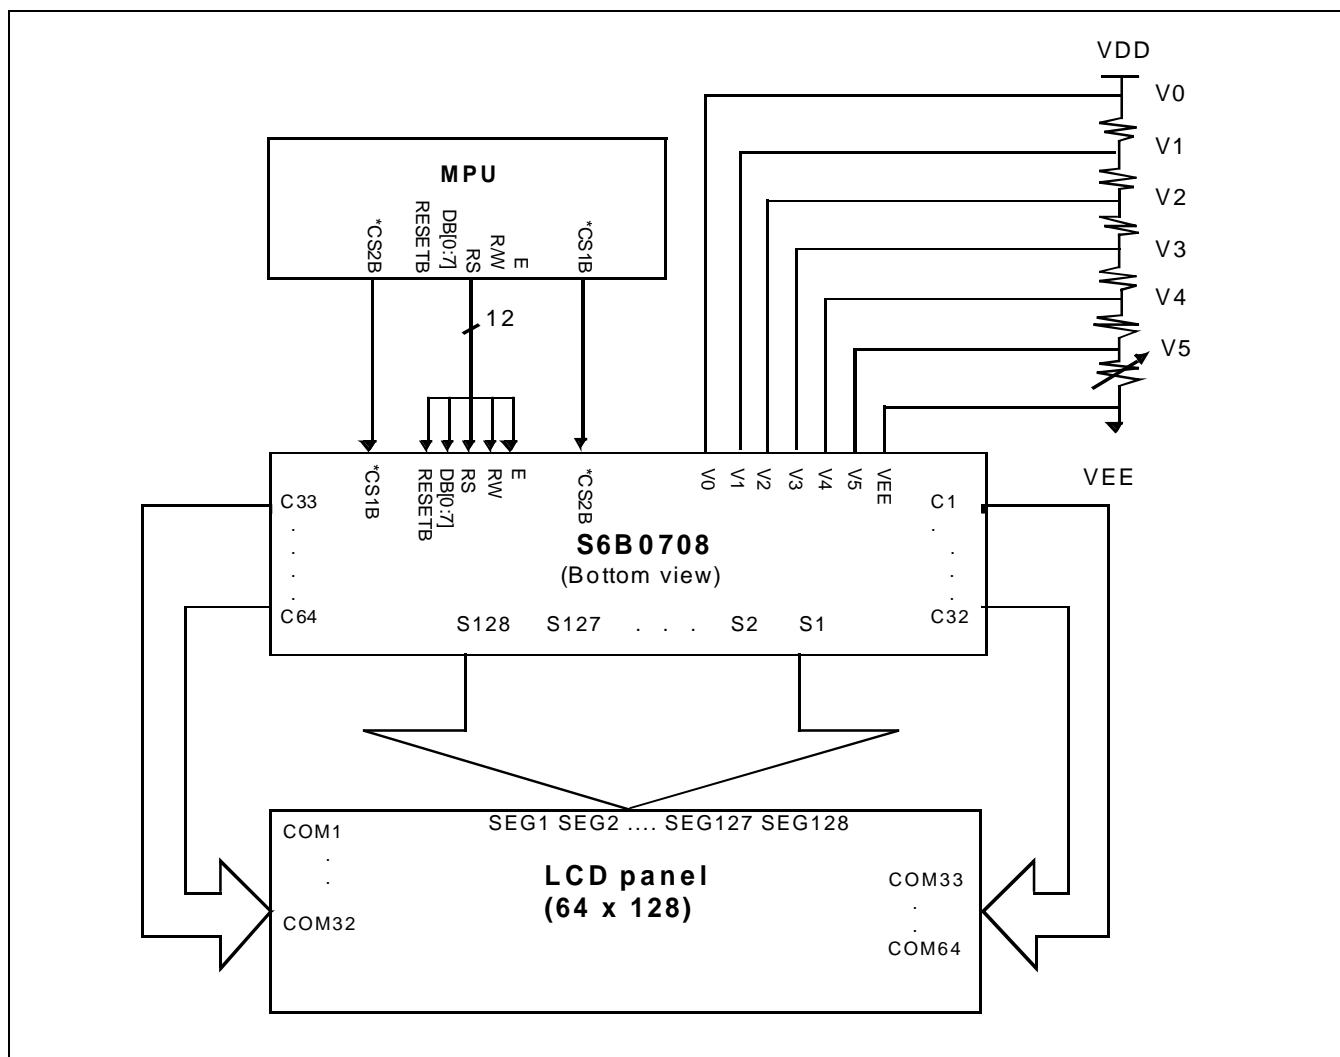 VDD
V0
V1
V2
V3
V4
V5
VEE
MPU
*CS2B
RESETB
DB[0:7]
RS
R/W
E
*CS1B
12
*CS1B
RESETB
DB[0:7]
RS
RW
E
*CS2B
V0
V1
V2
V3
V4
V5
VEE
C33
.
.
.
.
C64
S6B0708
(Bottom view)
C1
.
.
.
.
C32
S128 S127 . . . S2 S1
SEG1 SEG2 .... SEG127 SEG128
COM1
.
.
COM32
LCD panel
(64 x 128)
COM33
.
.
COM64